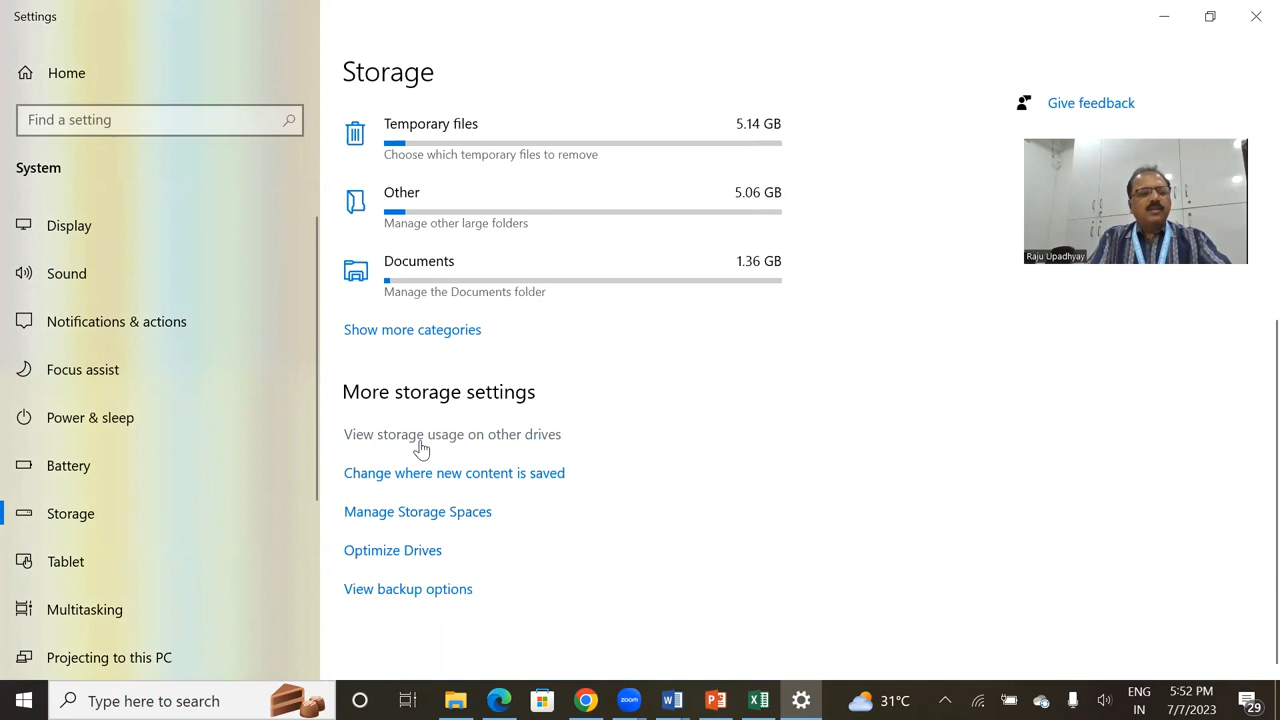 Settings
Home
Find a setting
System
Display
Sound
Notifications & actions
Focus assist
Power & sleep
Battery
Storage
Tablet
Multitasking
Projecting to this PC
Storage
Temporary files 5.14 GB
Choose which temporary files to remove
Other 5.06 GB
Manage other large folders
Documents 1.36 GB
Manage the Documents folder
Show more categories
More storage settings
View storage usage on other drives
Change where new content is saved
Manage Storage Spaces
Optimize Drives
View backup options
Give feedback
Raju Upadhyay
Type here to search
zoom
31°C
ENG
IN
5:52 PM
7/7/2023
29